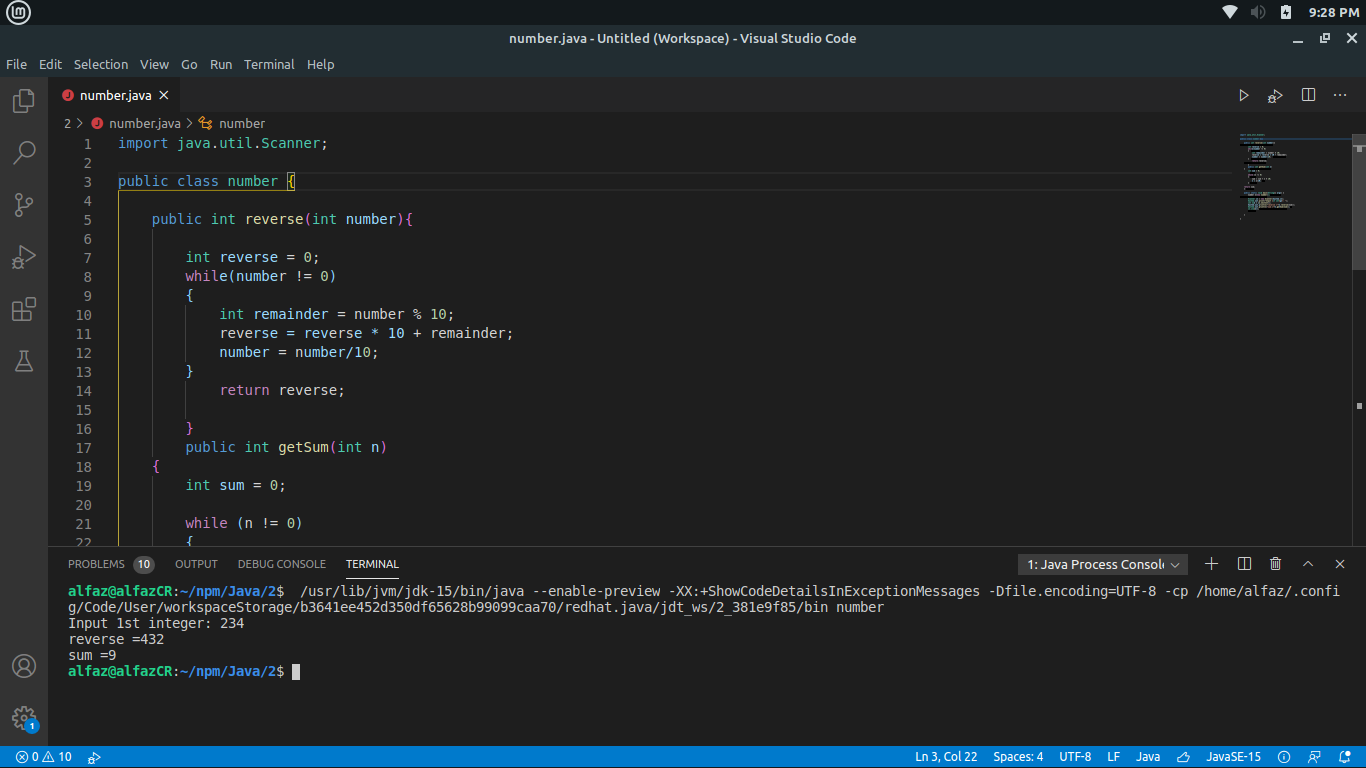 9:28 PM
number.java - Untitled (Workspace) - Visual Studio Code
File Edit Selection View Go Run Terminal Help
number.java
2 > number.java > number
1 import java.util.Scanner;
2
3 public class number {
4
5 public int reverse(int number){
6
7 int reverse = 0;
8 while(number != 0)
9 {
10 int remainder = number % 10;
11 reverse = reverse * 10 + remainder;
12 number = number/10;
13 }
14 return reverse;
15
16 }
17 public int getSum(int n)
18 {
19 int sum = 0;
20
21 while (n != 0)
22 {
PROBLEMS 10 OUTPUT DEBUG CONSOLE TERMINAL 1: Java Process Console
alfaz@alfazCR:~/npm/Java/2$ /usr/lib/jvm/jdk-15/bin/java --enable-preview -XX:+ShowCodeDetailsInExceptionMessages -Dfile.encoding=UTF-8 -cp /home/alfaz/.confi
g/Code/User/workspaceStorage/b3641ee452d350df65628b99099caa70/redhat.java/jdt_ws/2_381e9f85/bin number
Input 1st integer: 234
reverse =432
sum =9
alfaz@alfazCR:~/npm/Java/2$
1
0 10 Ln 3, Col 22 Spaces: 4 UTF-8 LF Java JavaSE-15